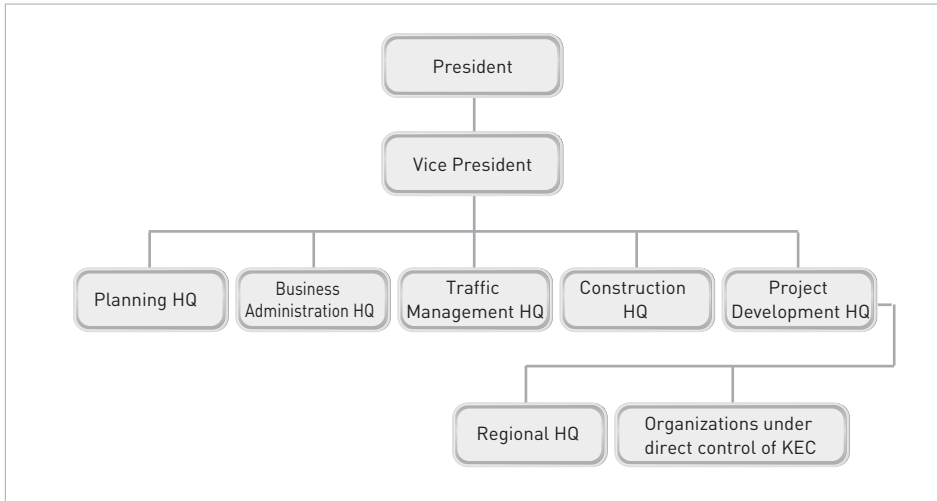 President
Vice President
Planning HQ
Business
Administration HQ
Traffic
Management HQ
Construction
HQ
Project
Development HQ
Regional HQ
Organizations under
direct control of KEC